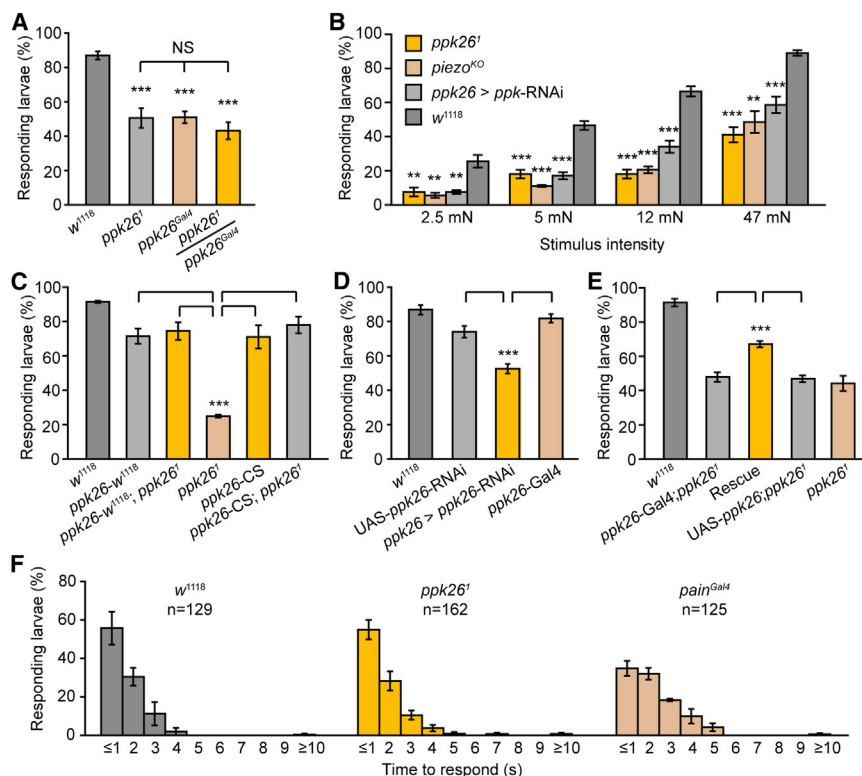 A
Responding larvae (%)
100
80
60
40
20
0
NS
***
***
***
w1118
ppk261
ppk26Gal4
ppk261
ppk26Gal4
B
Responding larvae (%)
100
80
60
40
20
0
ppk261
piezoKO
ppk26 > ppk-RNAi
w1118
** ** **
*** *** ***
*** *** ***
*** ** ***
2.5 mN 5 mN 12 mN 47 mN
Stimulus intensity
C
Responding larvae (%)
100
80
60
40
20
0
***
w1118
ppk26-w1118
ppk26-w1118; ppk261
ppk261
ppk26-CS
ppk26-CS; ppk261
D
Responding larvae (%)
100
80
60
40
20
0
***
w1118
UAS-ppk26-RNAi
ppk26 > ppk26-RNAi
ppk26-Gal4
E
Responding larvae (%)
100
80
60
40
20
0
***
w1118
ppk26-Gal4;ppk261
Rescue
UAS-ppk26;ppk261
ppk261
F
Responding larvae (%)
80
60
40
20
0
w1118
n=129
ppk261
n=162
painGal4
n=125
≤1 2 3 4 5 6 7 8 9 ≥10 ≤1 2 3 4 5 6 7 8 9 ≥10 ≤1 2 3 4 5 6 7 8 9 ≥10
Time to respond (s)